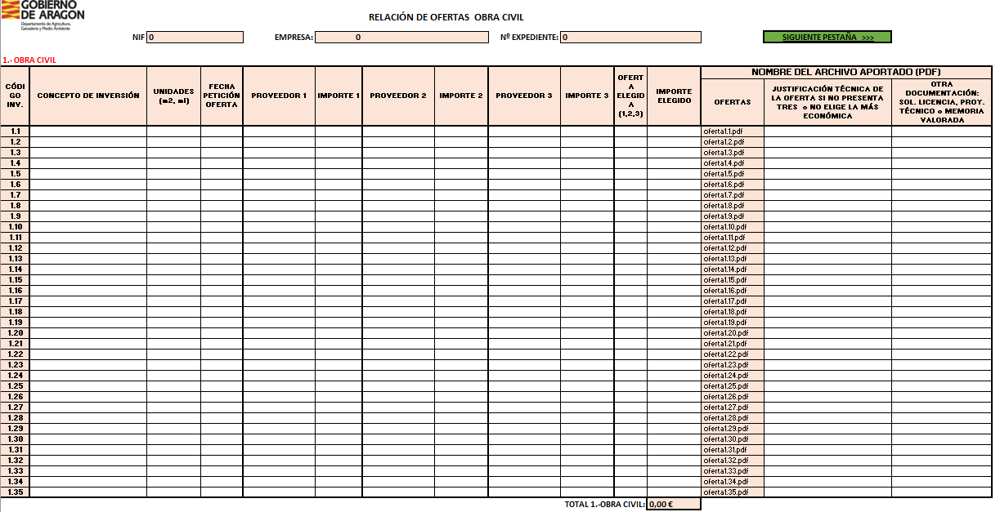 GOBIERNO
DE ARAGON
Departamento de Agricultura,
Ganadería y Medio Ambiente
RELACIÓN DE OFERTAS OBRA CIVIL
NIF 0
EMPRESA: 0
Nº EXPEDIENTE: 0
SIGUIENTE PESTAÑA >>>
1.- OBRA CIVIL
CÓDI
GO
INV.
CONCEPTO DE INVERSIÓN
UNIDADES
(m2, ml)
FECHA
PETICIÓN
OFERTA
PROVEEDOR 1
IMPORTE 1
PROVEEDOR 2
IMPORTE 2
PROVEEDOR 3
IMPORTE 3
OFERT
A
ELEGID
A
(1,2,3)
IMPORTE
ELEGIDO
NOMBRE DEL ARCHIVO APORTADO (PDF)
OFERTAS
JUSTIFICACIÓN TÉCNICA DE
LA OFERTA SI NO PRESENTA
TRES o NO ELIGE LA MÁS
ECONÓMICA
OTRA
DOCUMENTACIÓN:
SOL. LICENCIA, PROY.
TÉCNICO o MEMORIA
VALORADA
1.1 oferta1.1.pdf
1.2 oferta1.2.pdf
1.3 oferta1.3.pdf
1.4 oferta1.4.pdf
1.5 oferta1.5.pdf
1.6 oferta1.6.pdf
1.7 oferta1.7.pdf
1.8 oferta1.8.pdf
1.9 oferta1.9.pdf
1.10 oferta1.10.pdf
1.11 oferta1.11.pdf
1.12 oferta1.12.pdf
1.13 oferta1.13.pdf
1.14 oferta1.14.pdf
1.15 oferta1.15.pdf
1.16 oferta1.16.pdf
1.17 oferta1.17.pdf
1.18 oferta1.18.pdf
1.19 oferta1.19.pdf
1.20 oferta1.20.pdf
1.21 oferta1.21.pdf
1.22 oferta1.22.pdf
1.23 oferta1.23.pdf
1.24 oferta1.24.pdf
1.25 oferta1.25.pdf
1.26 oferta1.26.pdf
1.27 oferta1.27.pdf
1.28 oferta1.28.pdf
1.29 oferta1.29.pdf
1.30 oferta1.30.pdf
1.31 oferta1.31.pdf
1.32 oferta1.32.pdf
1.33 oferta1.33.pdf
1.34 oferta1.34.pdf
1.35 oferta1.35.pdf
TOTAL 1.-OBRA CIVIL: 0,00 €